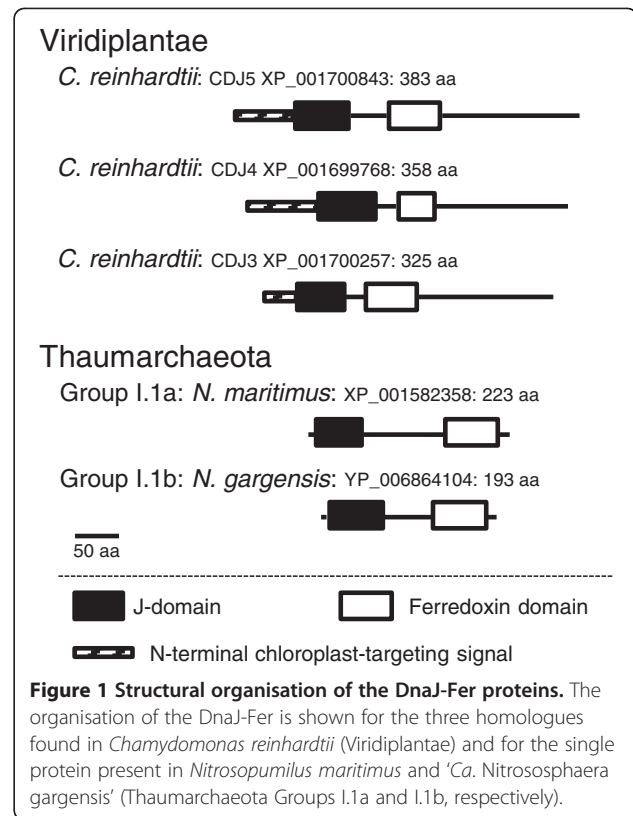 Viridiplantae
C. reinhardtii: CDJ5 XP_001700843: 383 aa
C. reinhardtii: CDJ4 XP_001699768: 358 aa
C. reinhardtii: CDJ3 XP_001700257: 325 aa
Thaumarchaeota
Group I.1a: N. maritimus: XP_001582358: 223 aa
Group I.1b: N. gargensis: YP_006864104: 193 aa
50 aa
J-domain
Ferredoxin domain
N-terminal chloroplast-targeting signal
Figure 1 Structural organisation of the DnaJ-Fer proteins. The
organisation of the DnaJ-Fer is shown for the three homologues
found in Chamydomonas reinhardtii (Viridiplantae) and for the single
protein present in Nitrosopumilus maritimus and ‘Ca. Nitrososphaera
gargensis’ (Thaumarchaeota Groups I.1a and I.1b, respectively).